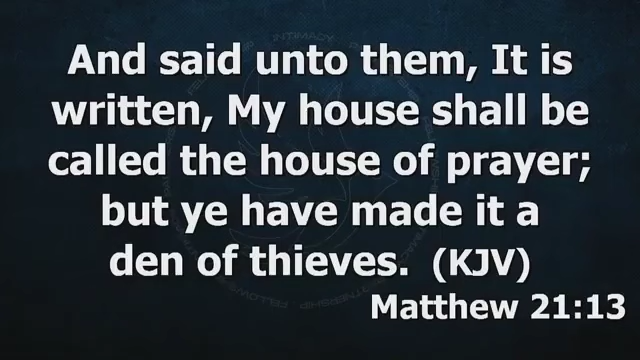 INTIMACY
And said unto them, It is
written, My house shall be
called the house of prayer;
but ye have made it a
den of thieves. (KJV)
Matthew 21:13